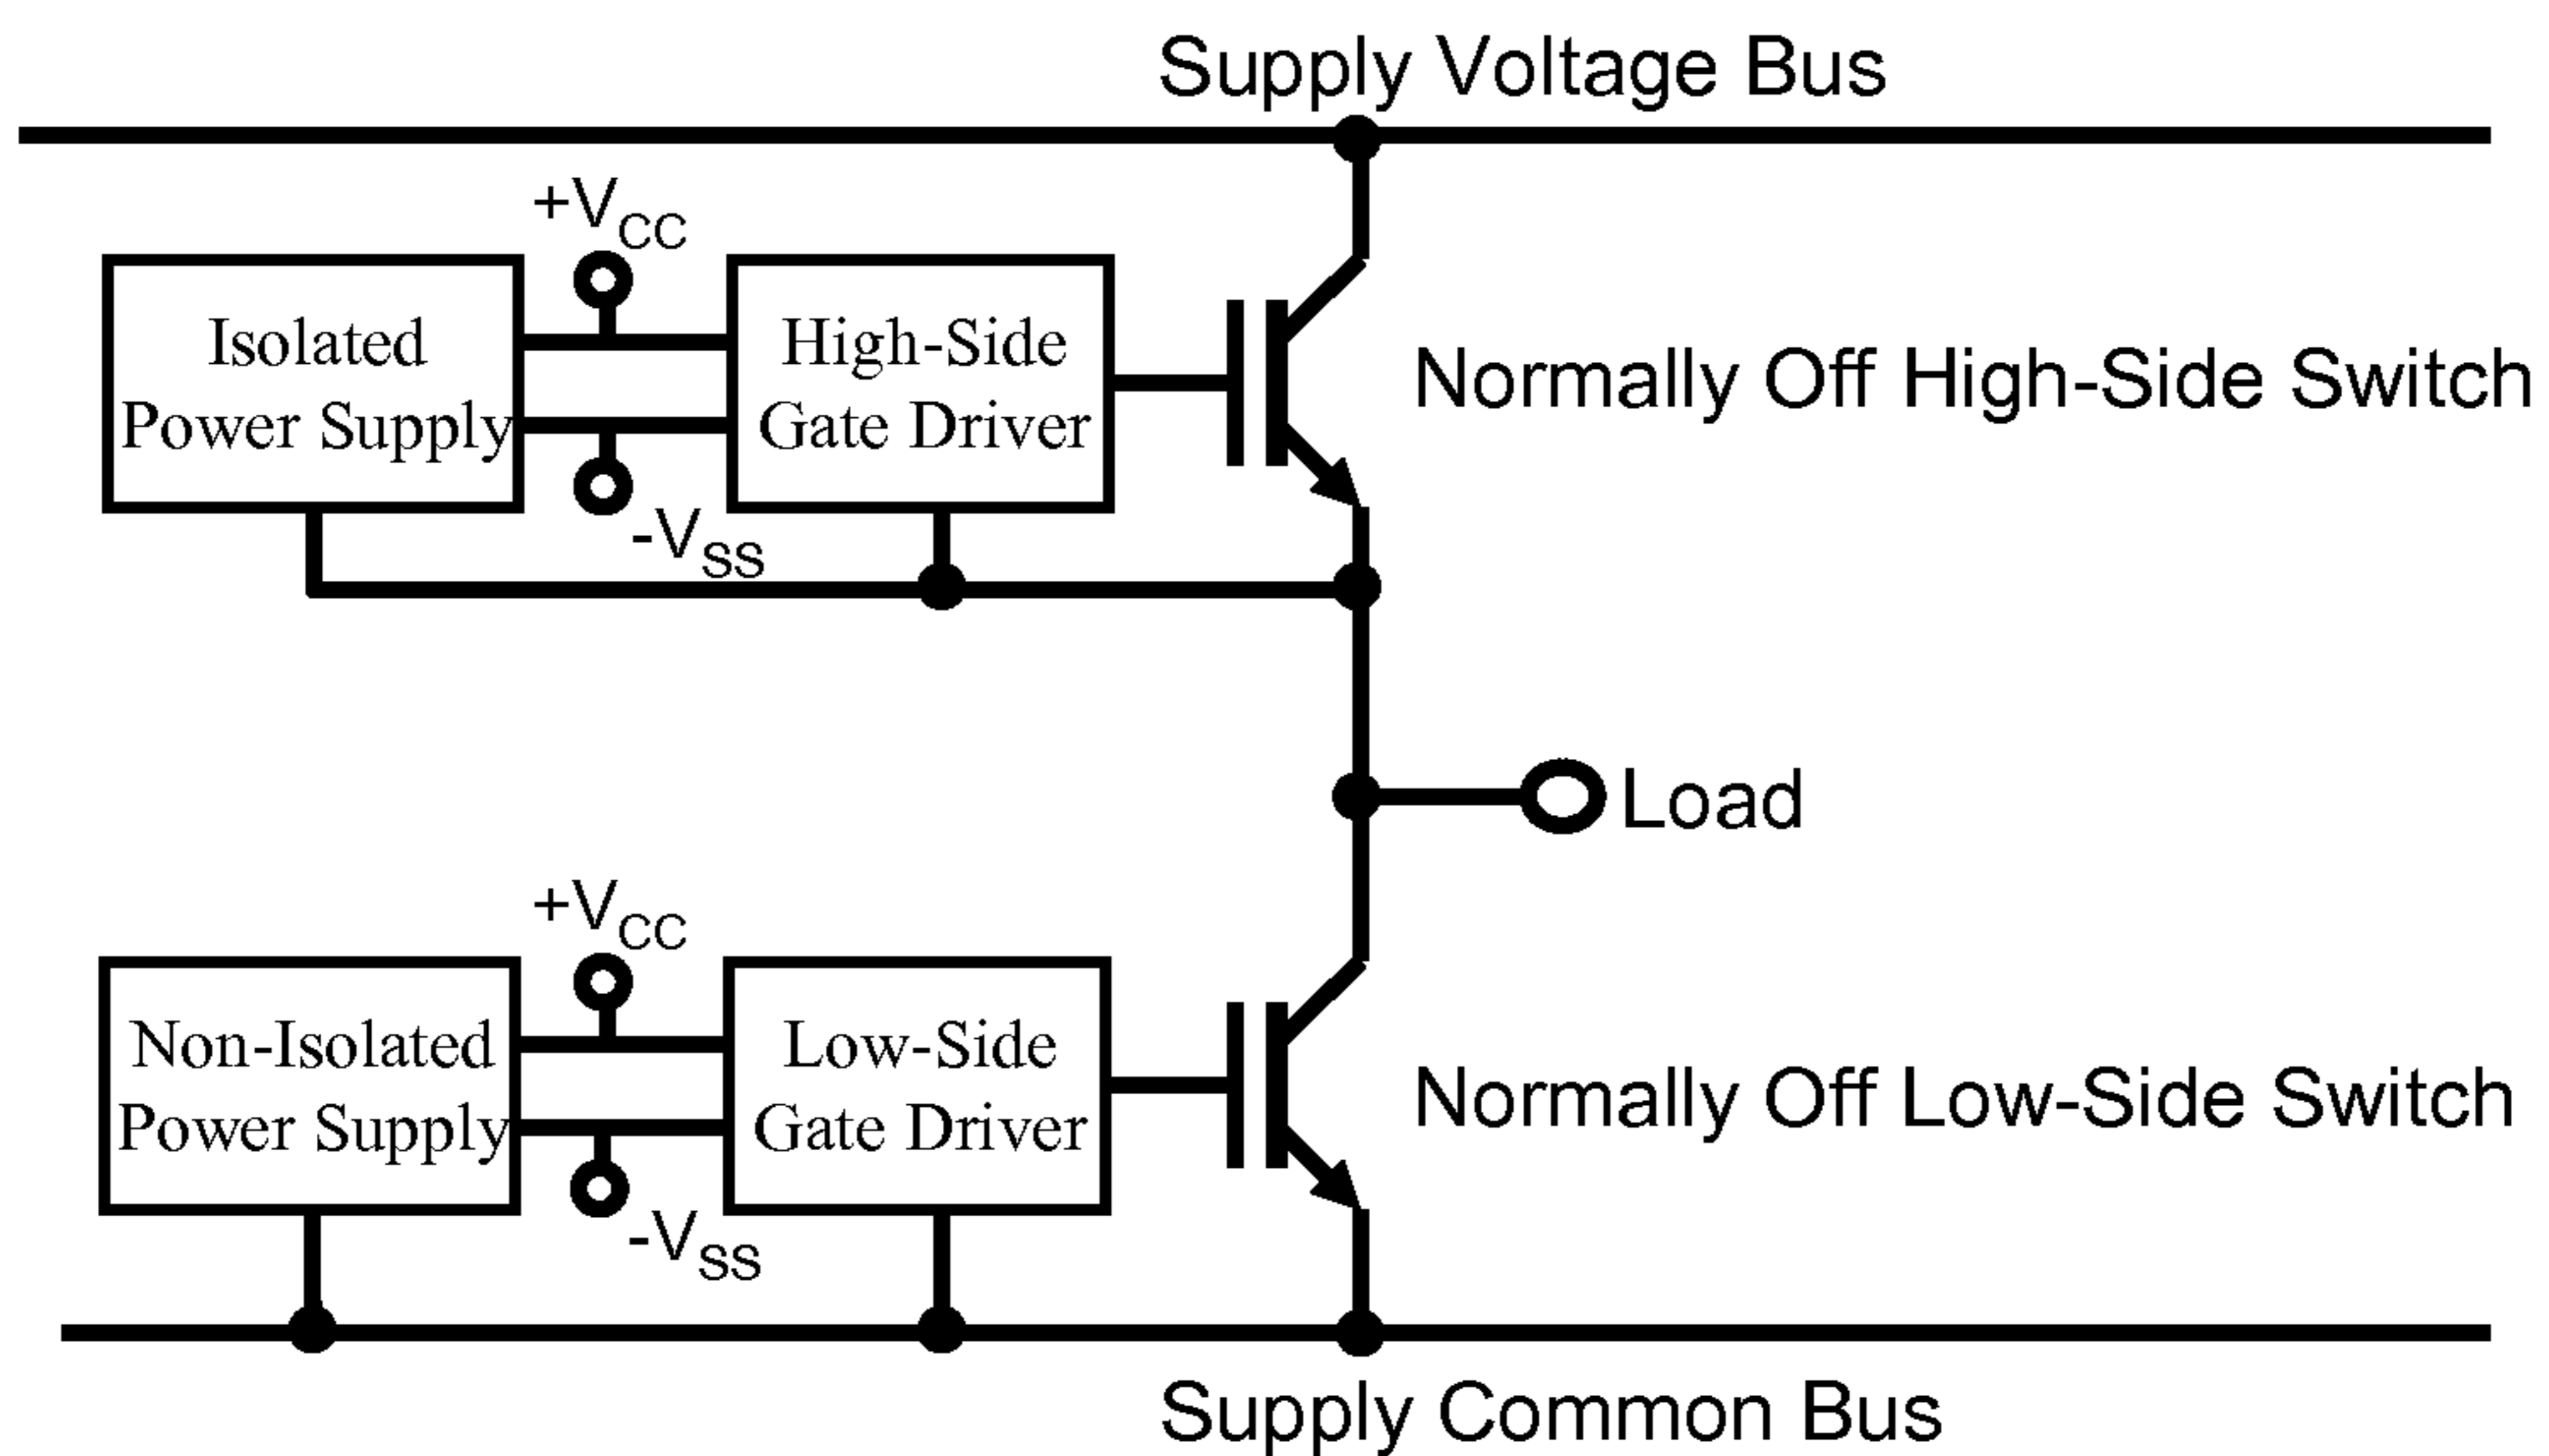 Supply Voltage Bus
+VCC
Isolated
Power Supply
High-Side
Gate Driver
Normally Off High-Side Switch
-VSS
Load
+VCC
Non-Isolated
Power Supply
Low-Side
Gate Driver
Normally Off Low-Side Switch
-VSS
Supply Common Bus